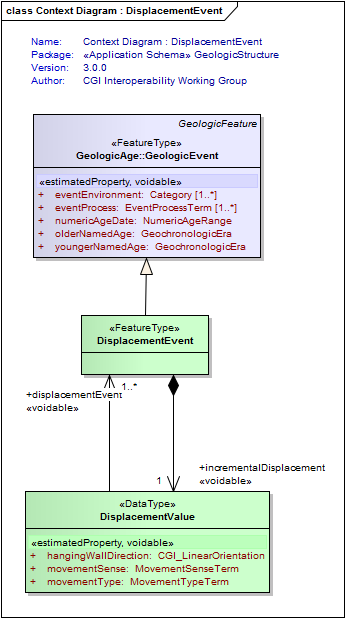 class Context Diagram : DisplacementEvent
Name: Context Diagram : DisplacementEvent
Package: «Application Schema» GeologicStructure
Version: 3.0.0
Author: CGI Interoperability Working Group
GeologicFeature
«FeatureType»
GeologicAge::GeologicEvent
«estimatedProperty, voidable»
+ eventEnvironment: Category [1..*]
+ eventProcess: EventProcessTerm [1..*]
+ numericAgeDate: NumericAgeRange
+ olderNamedAge: GeochronologicEra
+ youngerNamedAge: GeochronologicEra
«FeatureType»
DisplacementEvent
1..*
+displacementEvent
«voidable»
+incrementalDisplacement
1
«voidable»
«DataType»
DisplacementValue
«estimatedProperty, voidable»
+ hangingWallDirection: CGI_LinearOrientation
+ movementSense: MovementSenseTerm
+ movementType: MovementTypeTerm